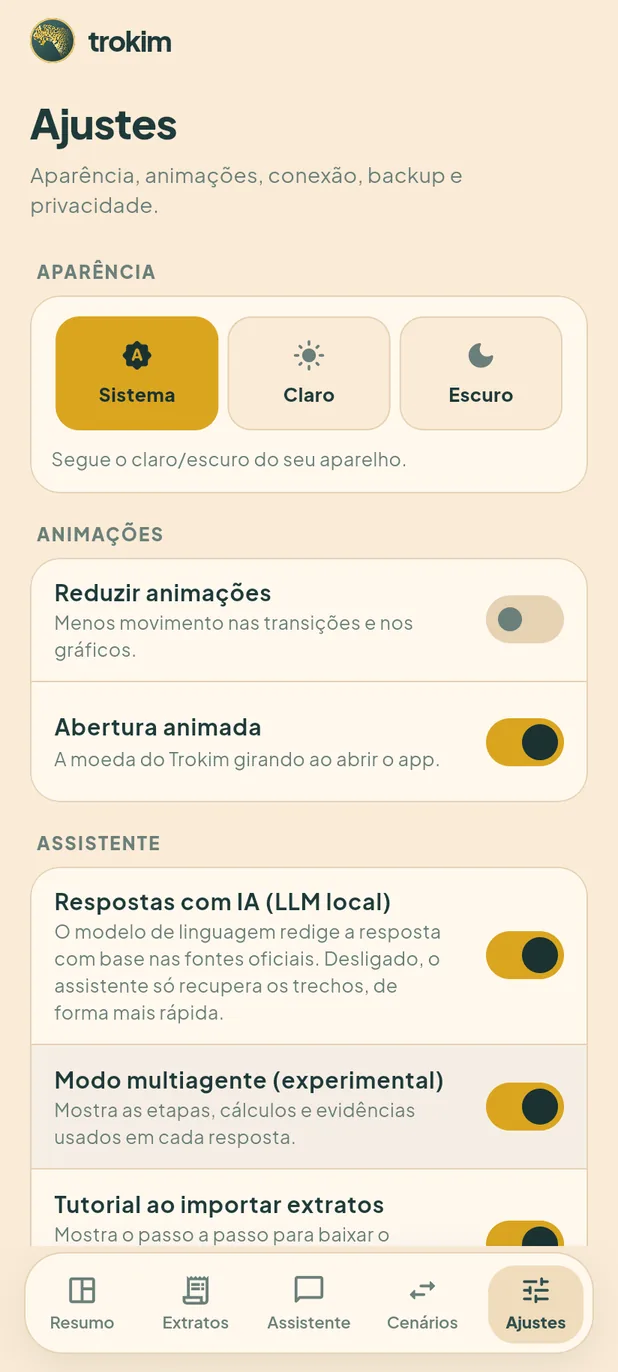 trokim
Ajustes
Aparência, animações, conexão, backup e
privacidade.
APARÊNCIA
A
Sistema
Claro
Escuro
Segue o claro/escuro do seu aparelho.
ANIMAÇÕES
Reduzir animações
Menos movimento nas transições e nos
gráficos.
Abertura animada
A moeda do Trokim girando ao abrir o app.
ASSISTENTE
Respostas com IA (LLM local)
O modelo de linguagem redige a resposta
com base nas fontes oficiais. Desligado, o
assistente só recupera os trechos, de
forma mais rápida.
Modo multiagente (experimental)
Mostra as etapas, cálculos e evidências
usados em cada resposta.
Tutorial ao importar extratos
Mostra o passo a passo para baixar o
Resumo
Extratos
Assistente
Cenários
Ajustes